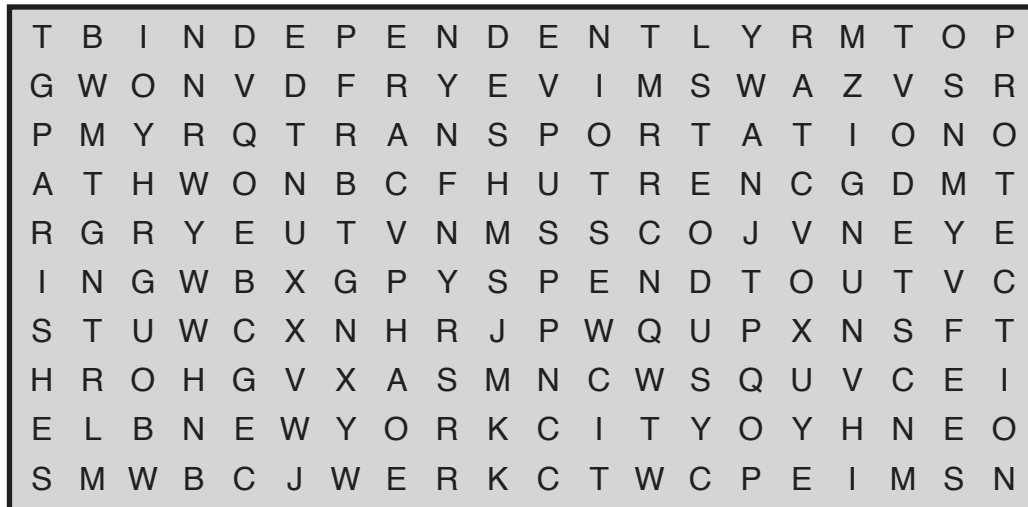 T B I N D E P E N D E N T L Y R M T O P
G W O N V D F R Y E V I M S W A Z V S R
P M Y R Q T R A N S P O R T A T I O N O
A T H W O N B C F H U T R E N C G D M T
R G R Y E U T V N M S S C O J V N E Y E
I N G W B X G P Y S P E N D T O U T V C
S T U W C X N H R J P W Q U P X N S F T
H R O H G V X A S M N C W S Q U V C E I
E L B N E W Y O R K C I T Y O Y H N E O
S M W B C J W E R K C T W C P E I M S N